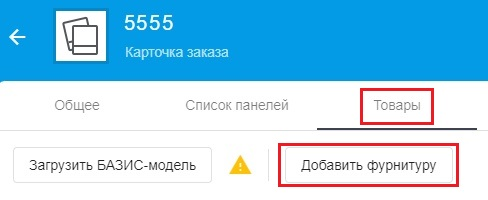 5555
Карточка заказа
Общее Список панелей Товары
Загрузить БАЗИС-модель Добавить фурнитуру